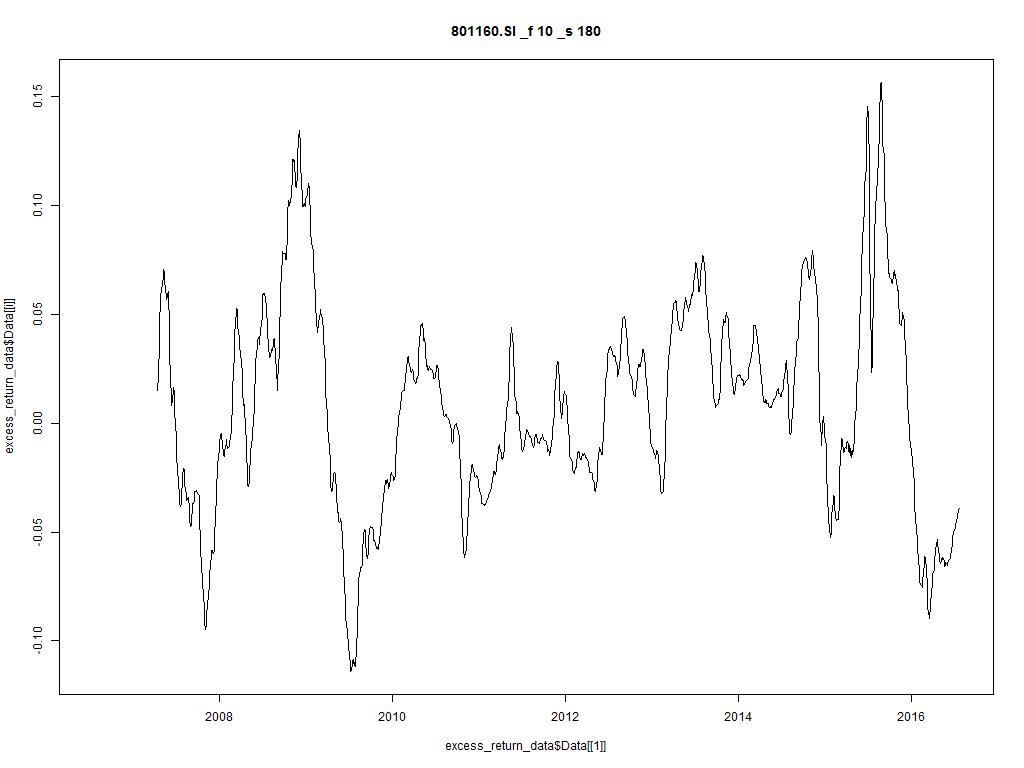 801160.SI _f 10 _s 180
excess_return_data$Data[[i]]
0.15
0.10
0.05
0.00
-0.05
-0.10
2008 2010 2012 2014 2016
excess_return_data$Data[[1]]